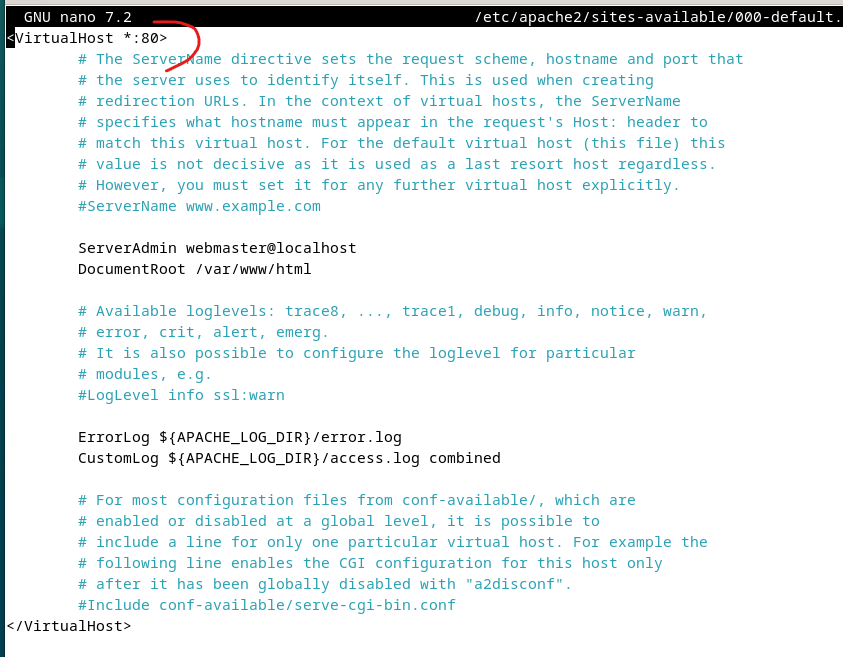 GNU nano 7.2 /etc/apache2/sites-available/000-default.
<VirtualHost *:80>
# The ServerName directive sets the request scheme, hostname and port that
# the server uses to identify itself. This is used when creating
# redirection URLs. In the context of virtual hosts, the ServerName
# specifies what hostname must appear in the request's Host: header to
# match this virtual host. For the default virtual host (this file) this
# value is not decisive as it is used as a last resort host regardless.
# However, you must set it for any further virtual host explicitly.
#ServerName www.example.com
ServerAdmin webmaster@localhost
DocumentRoot /var/www/html
# Available loglevels: trace8, ..., trace1, debug, info, notice, warn,
# error, crit, alert, emerg.
# It is also possible to configure the loglevel for particular
# modules, e.g.
#LogLevel info ssl:warn
ErrorLog ${APACHE_LOG_DIR}/error.log
CustomLog ${APACHE_LOG_DIR}/access.log combined
# For most configuration files from conf-available/, which are
# enabled or disabled at a global level, it is possible to
# include a line for only one particular virtual host. For example the
# following line enables the CGI configuration for this host only
# after it has been globally disabled with "a2disconf".
#Include conf-available/serve-cgi-bin.conf
</VirtualHost>